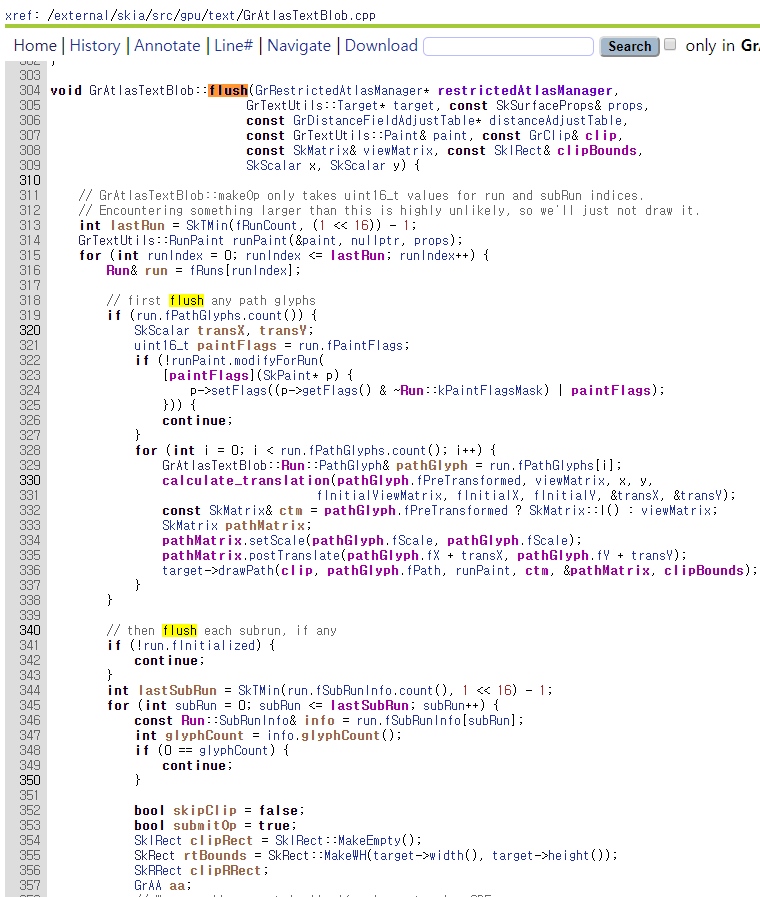 xref: /external/skia/src/gpu/text/GrAtlasTextBlob.cpp
Home | History | Annotate | Line# | Navigate | Download Search only in Gr
303
304 void GrAtlasTextBlob::flush(GrRestrictedAtlasManager* restrictedAtlasManager,
305 GrTextUtils::Target* target, const SkSurfaceProps& props,
306 const GrDistanceFieldAdjustTable* distanceAdjustTable,
307 const GrTextUtils::Paint& paint, const GrClip& clip,
308 const SkMatrix& viewMatrix, const SkIRect& clipBounds,
309 SkScalar x, SkScalar y) {
310
311 // GrAtlasTextBlob::makeOp only takes uint16_t values for run and subRun indices.
312 // Encountering something larger than this is highly unlikely, so we'll just not draw it.
313 int lastRun = SkTMin(fRunCount, (1 << 16)) - 1;
314 GrTextUtils::RunPaint runPaint(&paint, nullptr, props);
315 for (int runIndex = 0; runIndex <= lastRun; runIndex++) {
316 Run& run = fRuns[runIndex];
317
318 // first flush any path glyphs
319 if (run.fPathGlyphs.count()) {
320 SkScalar transX, transY;
321 uint16_t paintFlags = run.fPaintFlags;
322 if (!runPaint.modifyForRun(
323 [paintFlags](SkPaint* p) {
324 p->setFlags((p->getFlags() & ~Run::kPaintFlagsMask) | paintFlags);
325 })) {
326 continue;
327 }
328 for (int i = 0; i < run.fPathGlyphs.count(); i++) {
329 GrAtlasTextBlob::Run::PathGlyph& pathGlyph = run.fPathGlyphs[i];
330 calculate_translation(pathGlyph.fPreTransformed, viewMatrix, x, y,
331 fInitialViewMatrix, fInitialX, fInitialY, &transX, &transY);
332 const SkMatrix& ctm = pathGlyph.fPreTransformed ? SkMatrix::I() : viewMatrix;
333 SkMatrix pathMatrix;
334 pathMatrix.setScale(pathGlyph.fScale, pathGlyph.fScale);
335 pathMatrix.postTranslate(pathGlyph.fX + transX, pathGlyph.fY + transY);
336 target->drawPath(clip, pathGlyph.fPath, runPaint, ctm, &pathMatrix, clipBounds);
337 }
338 }
339
340 // then flush each subrun, if any
341 if (!run.fInitialized) {
342 continue;
343 }
344 int lastSubRun = SkTMin(run.fSubRunInfo.count(), 1 << 16) - 1;
345 for (int subRun = 0; subRun <= lastSubRun; subRun++) {
346 const Run::SubRunInfo& info = run.fSubRunInfo[subRun];
347 int glyphCount = info.glyphCount();
348 if (0 == glyphCount) {
349 continue;
350 }
351
352 bool skipClip = false;
353 bool submitOp = true;
354 SkIRect clipRect = SkIRect::MakeEmpty();
355 SkRect rtBounds = SkRect::MakeWH(target->width(), target->height());
356 SkRRect clipRRect;
357 GrAA aa;